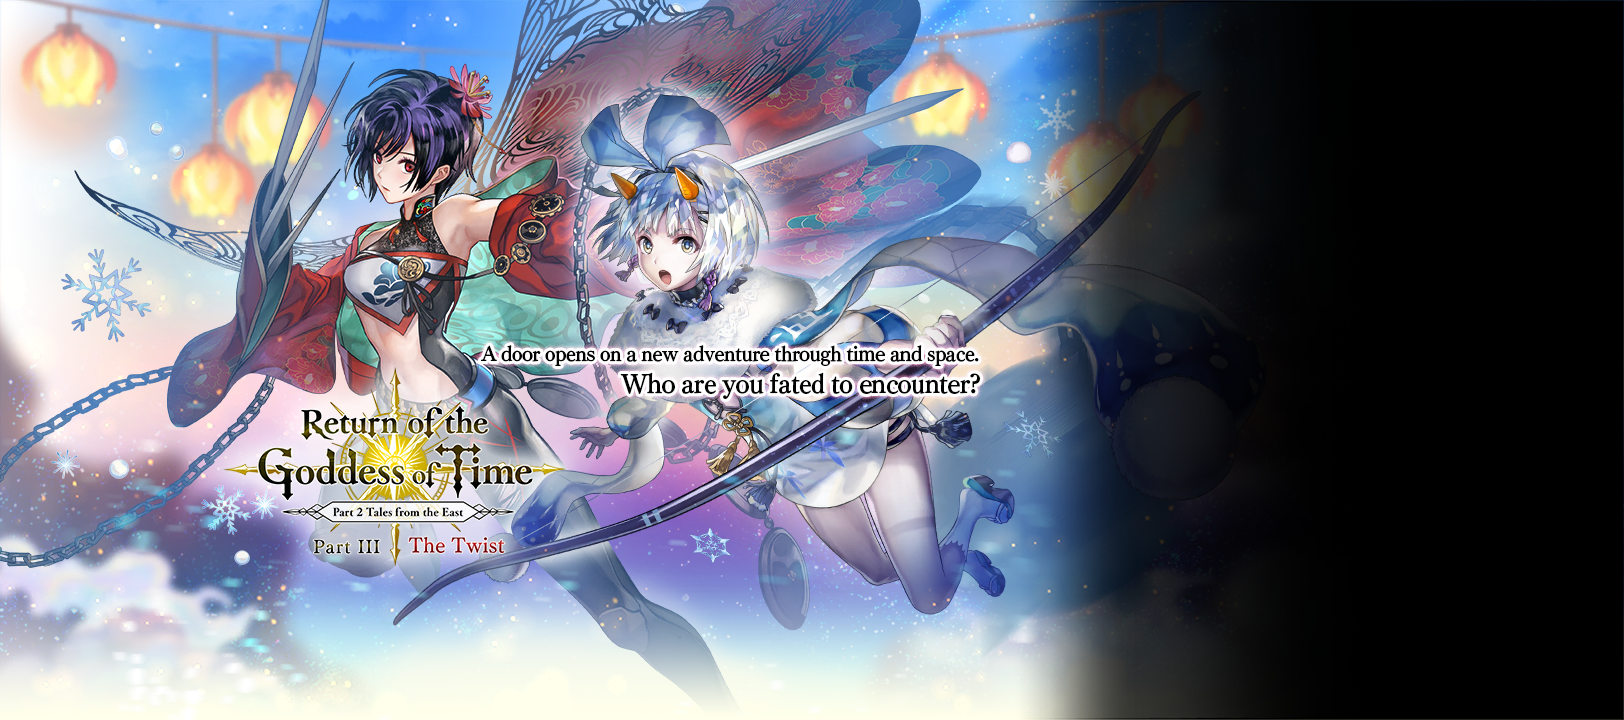 A door opens on a new adventure through time and space.
Who are you fated to encounter?
Return of the
Goddess of Time
Part 2 Tales from the East
Part III The Twist